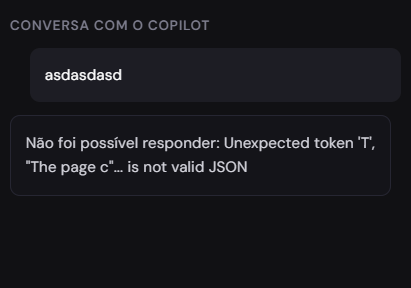 CONVERSA COM O COPILOT
asdasdasd
Não foi possível responder: Unexpected token 'T',
"The page c"... is not valid JSON